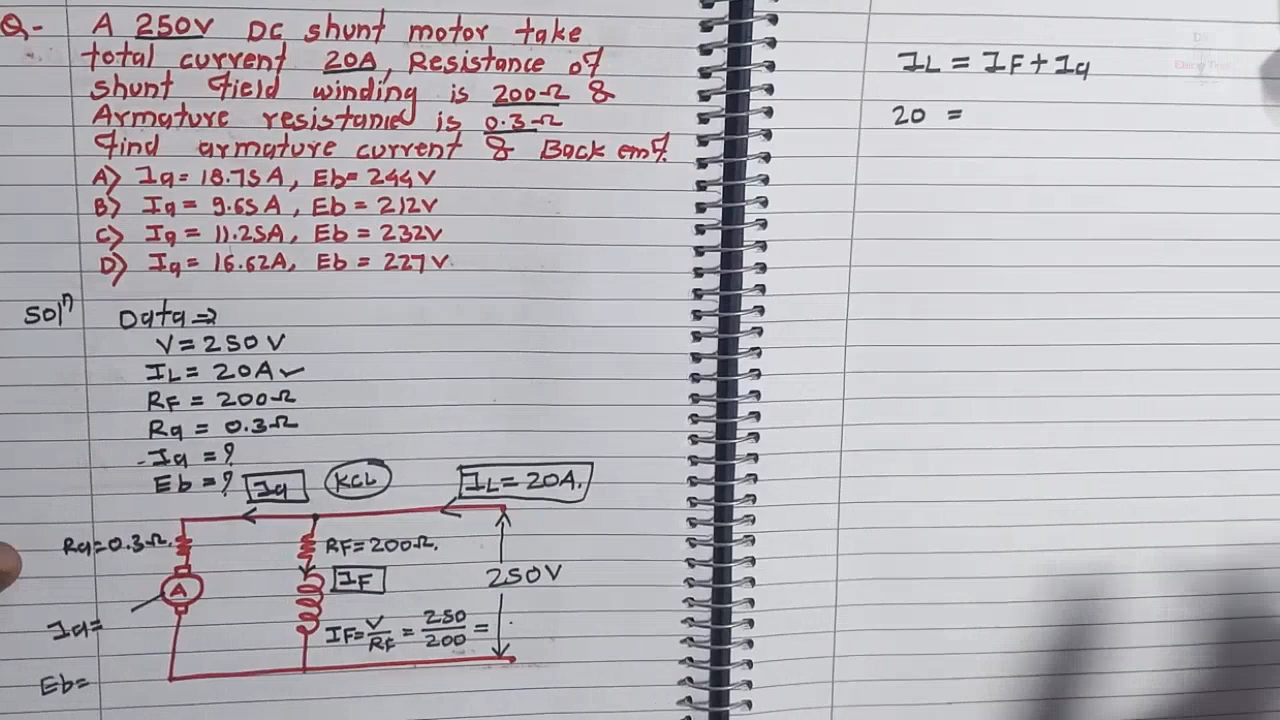 Q- A 250V DC shunt motor take
total current 20A, Resistance of
shunt field winding is 200Ω &
Armature resistance is 0.3Ω
find armature current & Back emf.
A) Ia = 18.75A, Eb= 244V
B) Ia = 9.65A, Eb = 212V
C) Ia = 11.25A, Eb = 232V
D) Ia = 16.62A, Eb = 227V.
Solⁿ Data ⇒
V = 250V
IL = 20A ✓
RF = 200Ω
Ra = 0.3Ω
- Ia = ?
Eb = ?
Ia
KCL
IL = 20A.
Ra=0.3Ω.
RF=200Ω.
A
IF
250V
IF = V/RF = 250/200 =
Ia=
Eb=
IL = IF + Ia
20 =